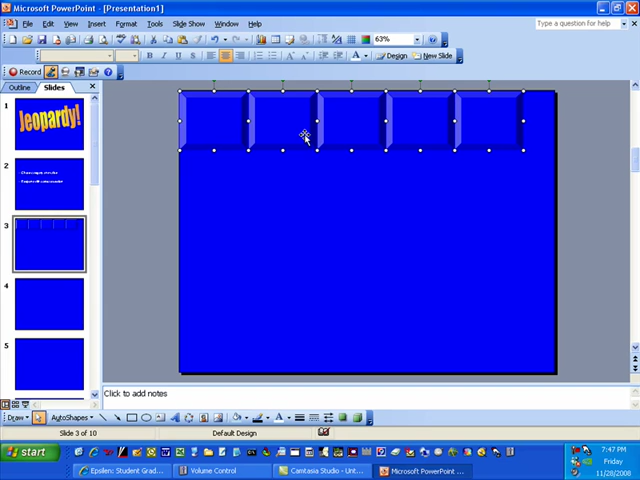 Microsoft PowerPoint - [Presentation1]
File Edit View Insert Format Tools Slide Show Window Help
Type a question for help
63%
Design New Slide
Record
Outline Slides
1
Jeopardy!
2
3
4
5
Click to add notes
Draw AutoShapes
Slide 3 of 10 Default Design
start
Epsilen: Student Grad...
Volume Control
Camtasia Studio - Unt...
Microsoft PowerPoint ...
7:47 PM
Friday
11/28/2008